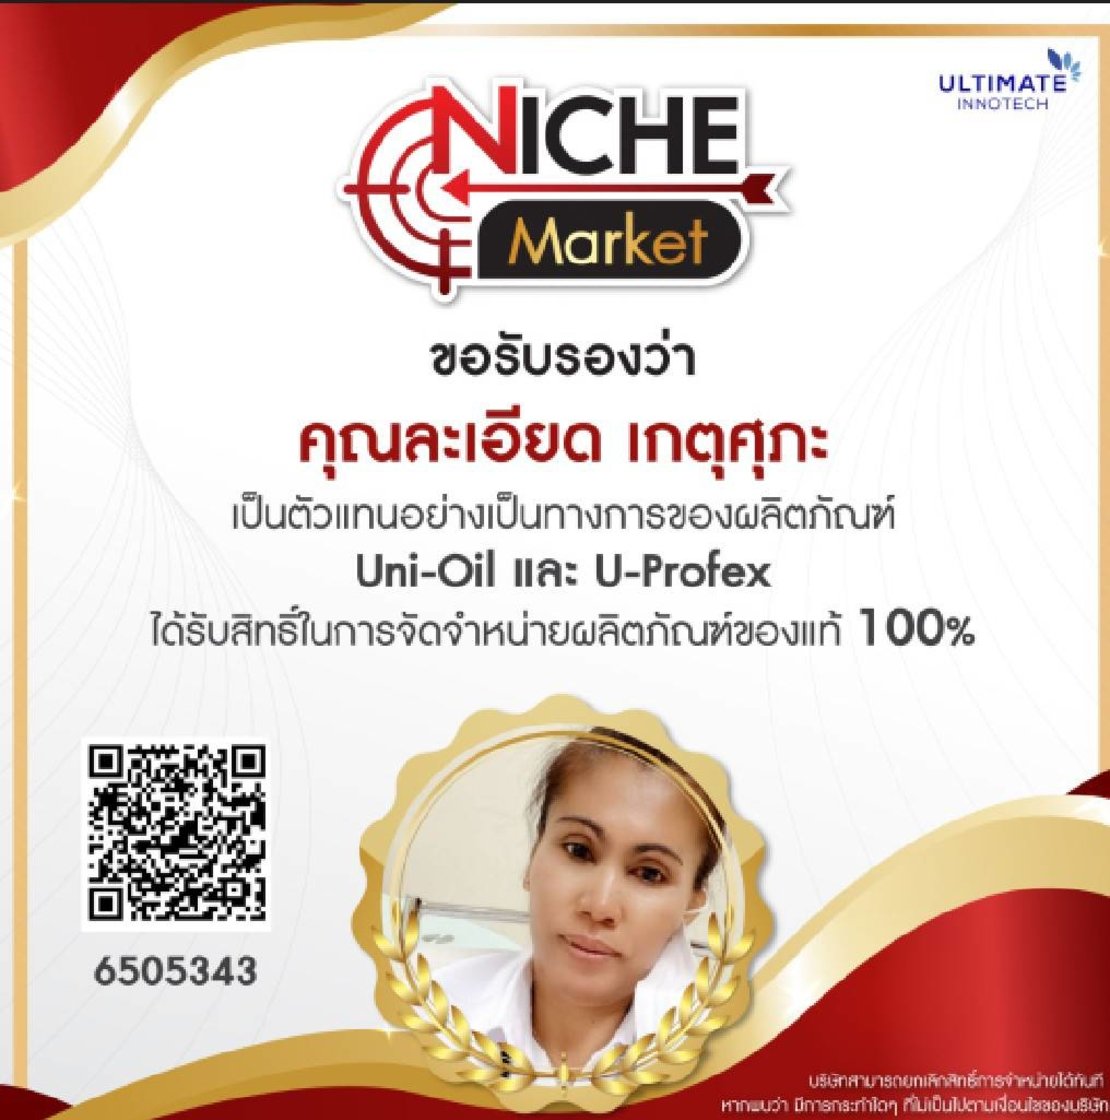 ULTIMATE
INNOTECH
NICHE
Market
ขอรับรองว่า
คุณละเอียด เกตุศุภะ
เป็นตัวแทนอย่างเป็นทางการของผลิตภัณฑ์
Uni-Oil และ U-Profex
ได้รับสิทธิ์ในการจัดจำหน่ายผลิตภัณฑ์ของแท้ 100%
6505343
บริษัทสามารถยกเลิกสิทธิ์การจำหน่ายได้ทันที
หากพบว่า มีการกระทำใดๆ ที่ไม่เป็นไปตามเงื่อนไขของบริษัท